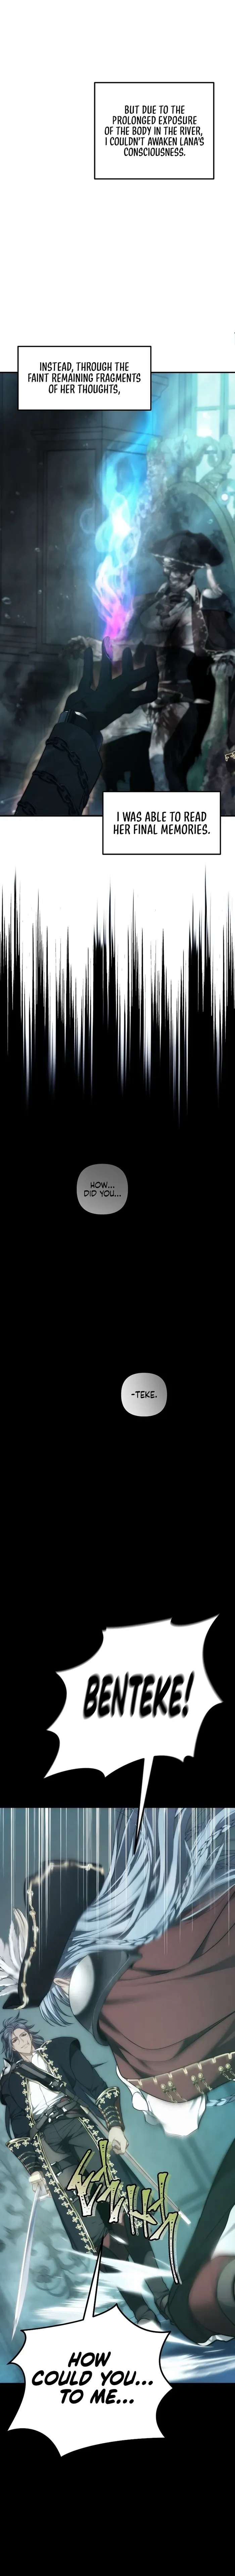 BUT DUE TO THE
PROLONGED EXPOSURE
OF THE BODY IN THE RIVER,
I COULDN'T AWAKEN LANA'S
CONSCIOUSNESS.
INSTEAD, THROUGH THE
FAINT REMAINING FRAGMENTS
OF HER THOUGHTS,
I WAS ABLE TO READ
HER FINAL MEMORIES.
HOW...
DID YOU...
-TEKE.
BENTEKE!
HOW
COULD YOU...
TO ME...